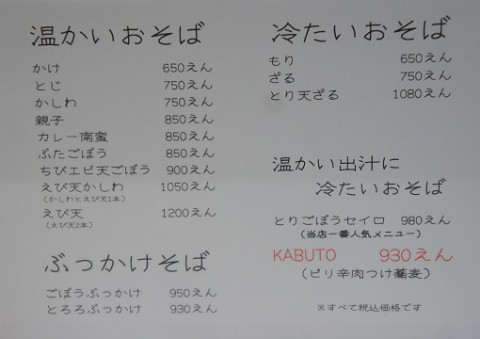 温かいおそば
かけ 650えん
とじ 750えん
かしわ 750えん
親子 850えん
カレー南蛮 850えん
ぶたごぼう 850えん
ちびエビ天ごぼう 900えん
えび天かしわ 1050えん
(かしわとえび天1本)
えび天 1200えん
(えび天2本)
ぶっかけそば
ごぼうぶっかけ 950えん
とろろぶっかけ 930えん
冷たいおそば
もり 650えん
ざる 750えん
とり天ざる 1080えん
温かい出汁に
冷たいおそば
とりごぼうセイロ 980えん
(当店一番人気メニュー)
KABUTO 930えん
(ピリ辛肉つけ蕎麦)
※すべて税込価格です